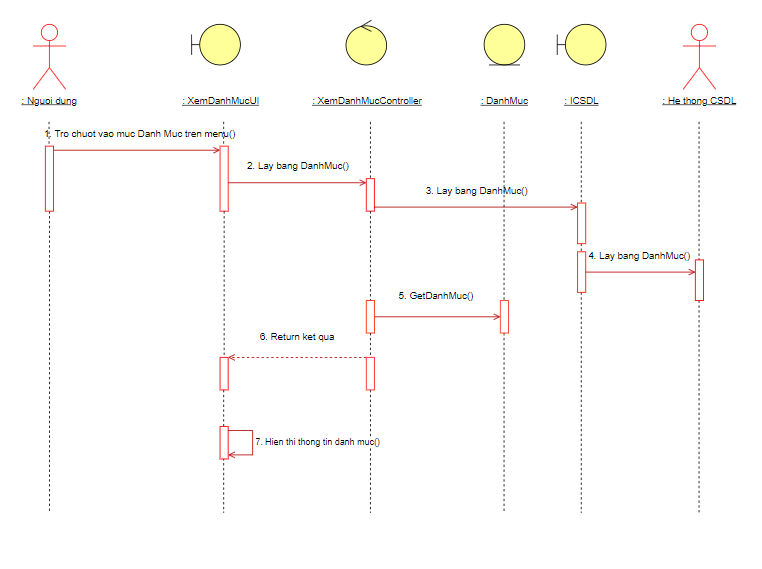 : Nguoi dung
: XemDanhMucUI
: XemDanhMucController
: DanhMuc
: ICSDL
: He thong CSDL
1. Tro chuot vao muc Danh Muc tren menu()
2. Lay bang DanhMuc()
3. Lay bang DanhMuc()
4. Lay bang DanhMuc()
5. GetDanhMuc()
6. Return ket qua
7. Hien thi thong tin danh muc()